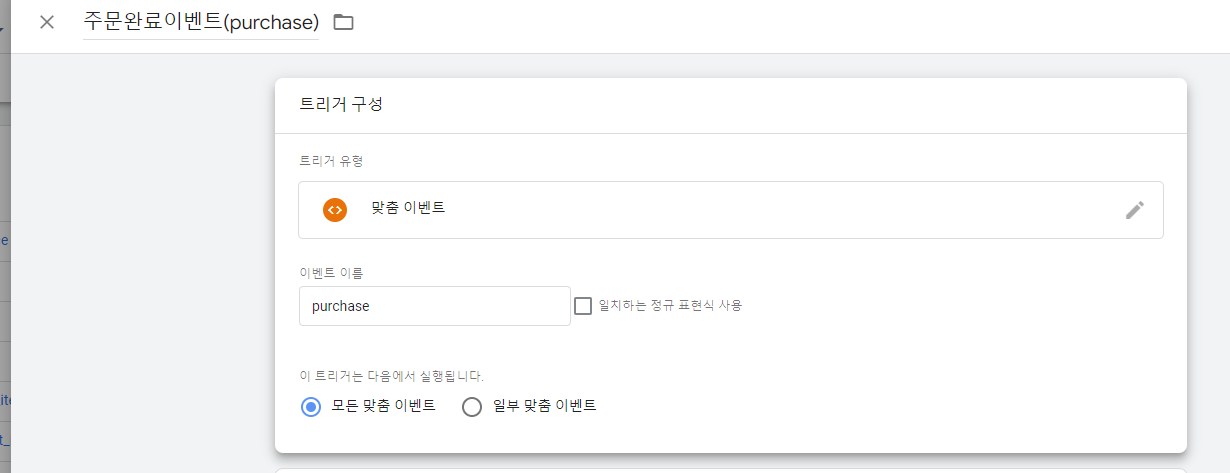 주문완료이벤트(purchase)
트리거 구성
트리거 유형
맞춤 이벤트
이벤트 이름
purchase
일치하는 정규 표현식 사용
이 트리거는 다음에서 실행됩니다.
모든 맞춤 이벤트 일부 맞춤 이벤트